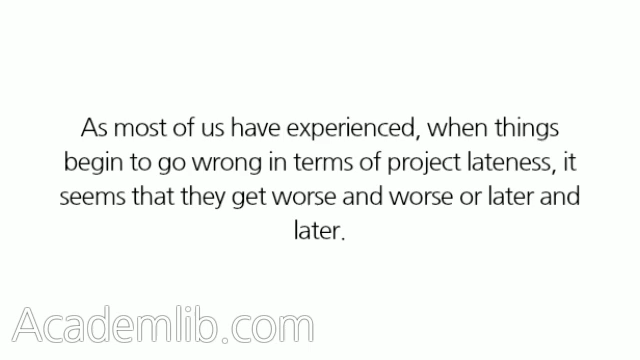 As most of us have experienced, when things
begin to go wrong in terms of project lateness, it
seems that they get worse and worse or later and
later.
Academlib.com